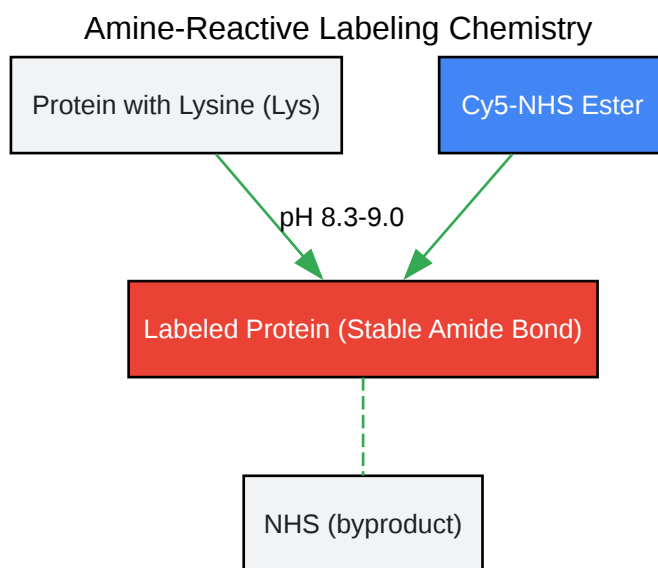 Amine-Reactive Labeling Chemistry
Protein with Lysine (Lys)
Cy5-NHS Ester
pH 8.3-9.0
Labeled Protein (Stable Amide Bond)
NHS (byproduct)